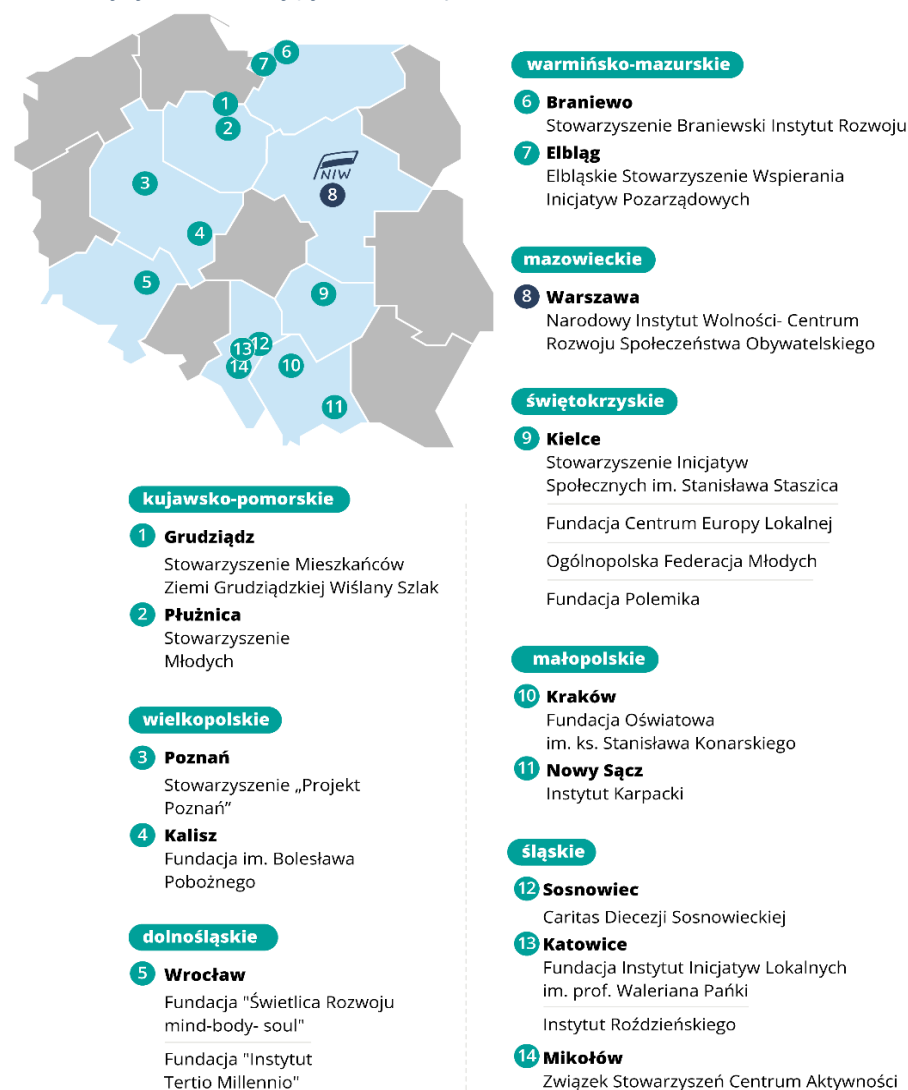 6
7
1
2
NIW
8
3
4
5
9
12
13
14
10
11
kujawsko-pomorskie
1 Grudziądz
Stowarzyszenie Mieszkańców
Ziemi Grudziądzkiej Wiślany Szlak
2 Płużnica
Stowarzyszenie
Młodych
wielkopolskie
3 Poznań
Stowarzyszenie „Projekt
Poznań”
4 Kalisz
Fundacja im. Bolesława
Pobożnego
dolnośląskie
5 Wrocław
Fundacja "Świetlica Rozwoju
mind-body- soul"
Fundacja "Instytut
Tertio Millennio"
warmińsko-mazurskie
6 Braniewo
Stowarzyszenie Braniewski Instytut Rozwoju
7 Elbląg
Elbląskie Stowarzyszenie Wspierania
Inicjatyw Pozarządowych
mazowieckie
8 Warszawa
Narodowy Instytut Wolności- Centrum
Rozwoju Społeczeństwa Obywatelskiego
świętokrzyskie
9 Kielce
Stowarzyszenie Inicjatyw
Społecznych im. Stanisława Staszica
Fundacja Centrum Europy Lokalnej
Ogólnopolska Federacja Młodych
Fundacja Polemika
małopolskie
10 Kraków
Fundacja Oświatowa
im. ks. Stanisława Konarskiego
11 Nowy Sącz
Instytut Karpacki
śląskie
12 Sosnowiec
Caritas Diecezji Sosnowieckiej
13 Katowice
Fundacja Instytut Inicjatyw Lokalnych
im. prof. Waleriana Pańki
Instytut Roździeńskiego
14 Mikołów
Związek Stowarzyszeń Centrum Aktywności